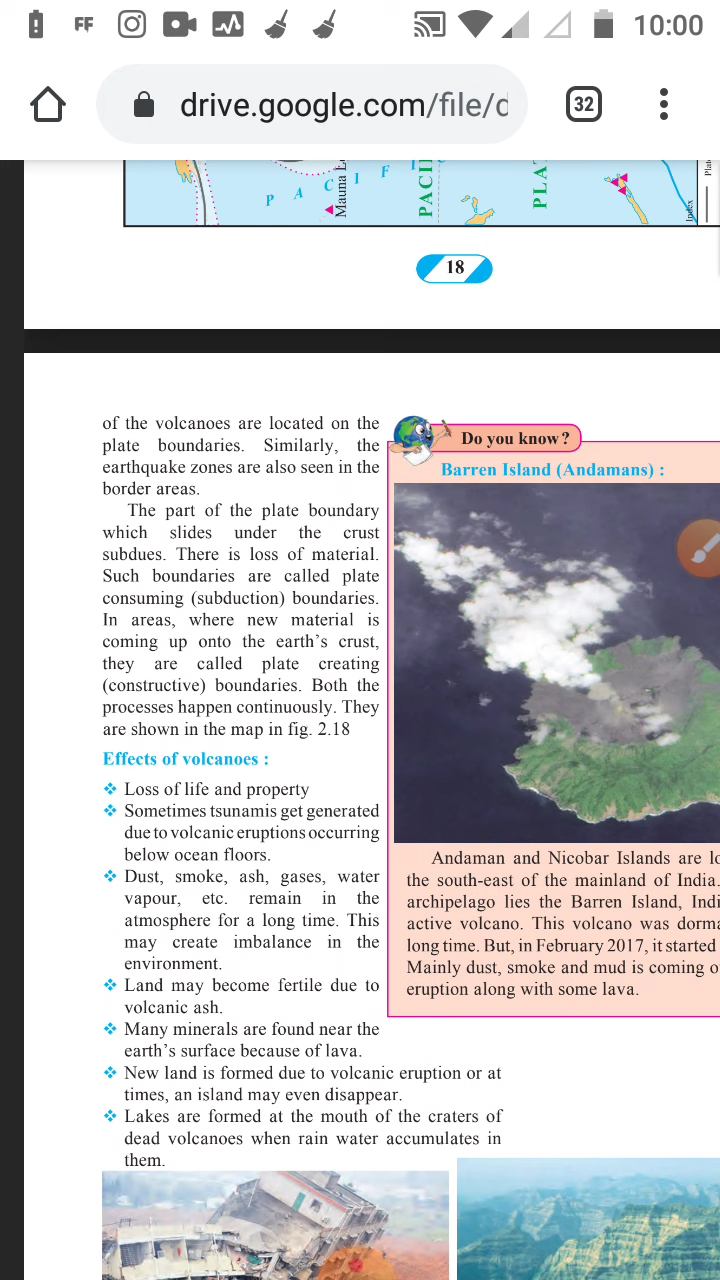 FF
10:00
drive.google.com/file/d
32
P A C I F I
Mauna L
PACI
PLA
Index
Plat
18
of the volcanoes are located on the
plate boundaries. Similarly, the
earthquake zones are also seen in the
border areas.
The part of the plate boundary
which slides under the crust
subdues. There is loss of material.
Such boundaries are called plate
consuming (subduction) boundaries.
In areas, where new material is
coming up onto the earth's crust,
they are called plate creating
(constructive) boundaries. Both the
processes happen continuously. They
are shown in the map in fig. 2.18
Effects of volcanoes :
❖ Loss of life and property
❖ Sometimes tsunamis get generated
due to volcanic eruptions occurring
below ocean floors.
❖ Dust, smoke, ash, gases, water
vapour, etc. remain in the
atmosphere for a long time. This
may create imbalance in the
environment.
❖ Land may become fertile due to
volcanic ash.
❖ Many minerals are found near the
earth's surface because of lava.
❖ New land is formed due to volcanic eruption or at
times, an island may even disappear.
❖ Lakes are formed at the mouth of the craters of
dead volcanoes when rain water accumulates in
them.
Do you know?
Barren Island (Andamans) :
Andaman and Nicobar Islands are lo
the south-east of the mainland of India.
archipelago lies the Barren Island, Indi
active volcano. This volcano was dorma
long time. But, in February 2017, it started
Mainly dust, smoke and mud is coming o
eruption along with some lava.